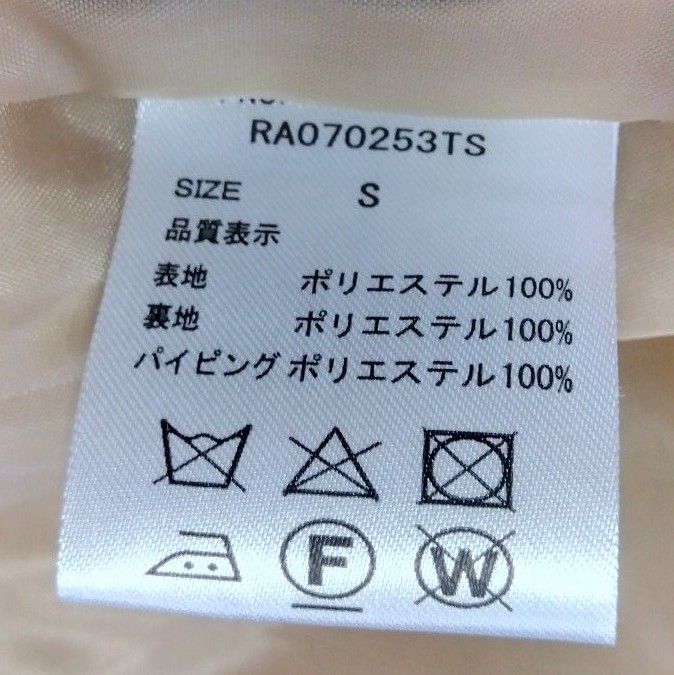 RA070253TS
SIZE S
品質表示
表地 ポリエステル100%
裏地 ポリエステル100%
パイピング ポリエステル100%
F W